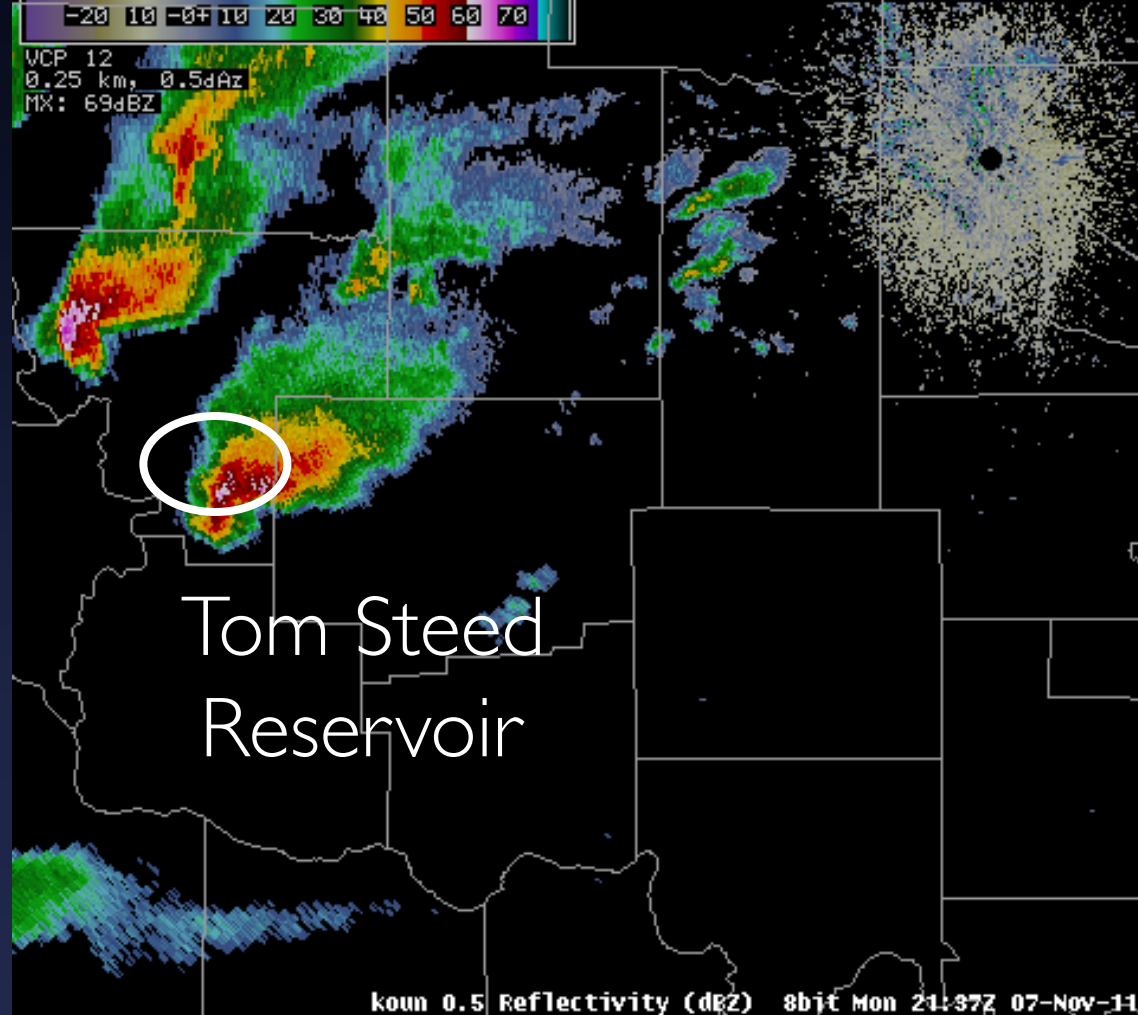 -20 10 -0+ 10 20 30 40 50 60 70
VCP 12
0.25 km, 0.5dAz
MX: 69dBZ
Tom Steed
Reservoir
koun 0.5 Reflectivity (dBZ) 8bit Mon 21:37Z 07-Nov-11